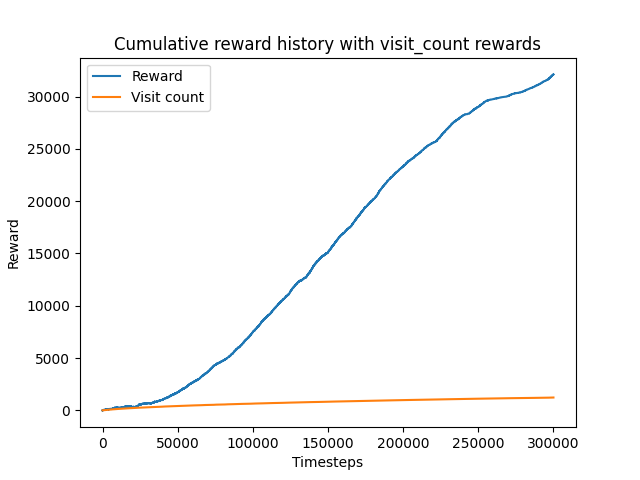 Cumulative reward history with visit_count rewards
Reward
Visit count
Reward
30000
25000
20000
15000
10000
5000
0
0 50000 100000 150000 200000 250000 300000
Timesteps